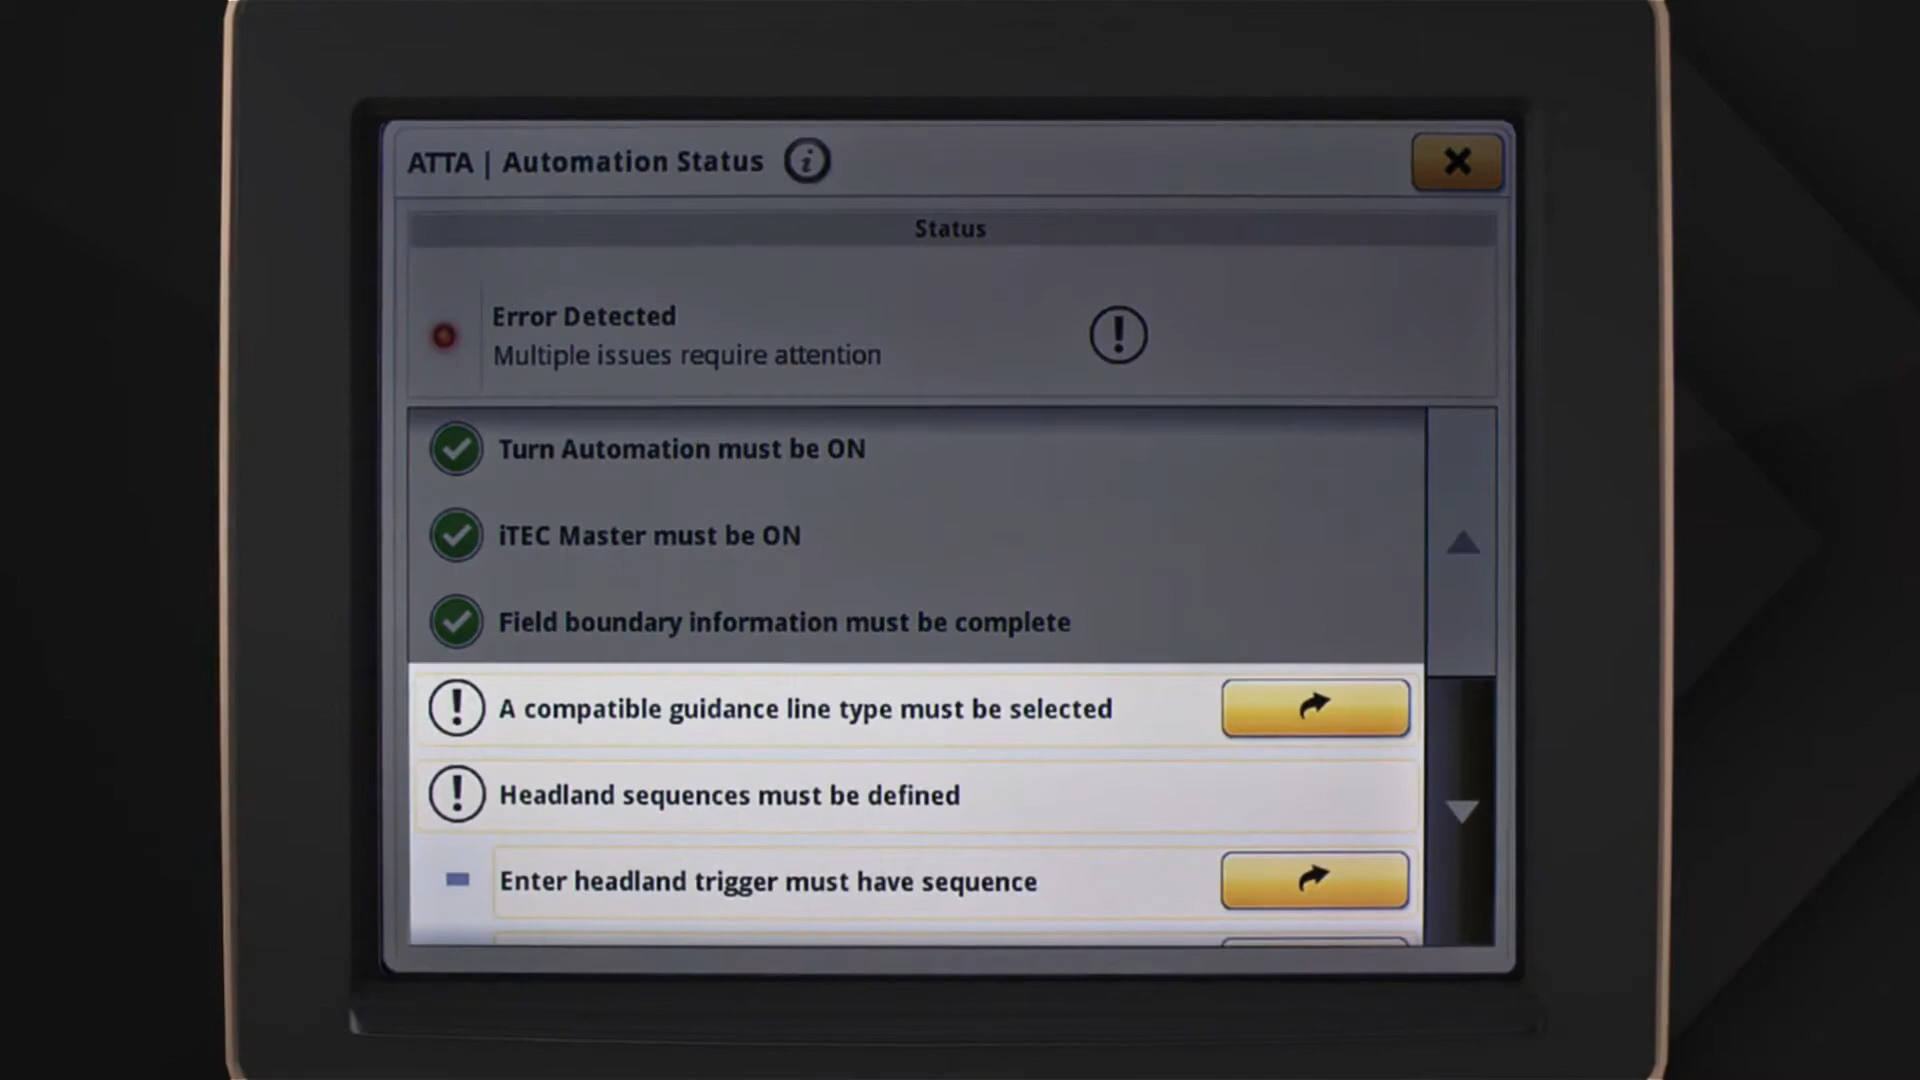 ATTA | Automation Status
Status
Error Detected
Multiple issues require attention
Turn Automation must be ON
iTEC Master must be ON
Field boundary information must be complete
A compatible guidance line type must be selected
Headland sequences must be defined
Enter headland trigger must have sequence